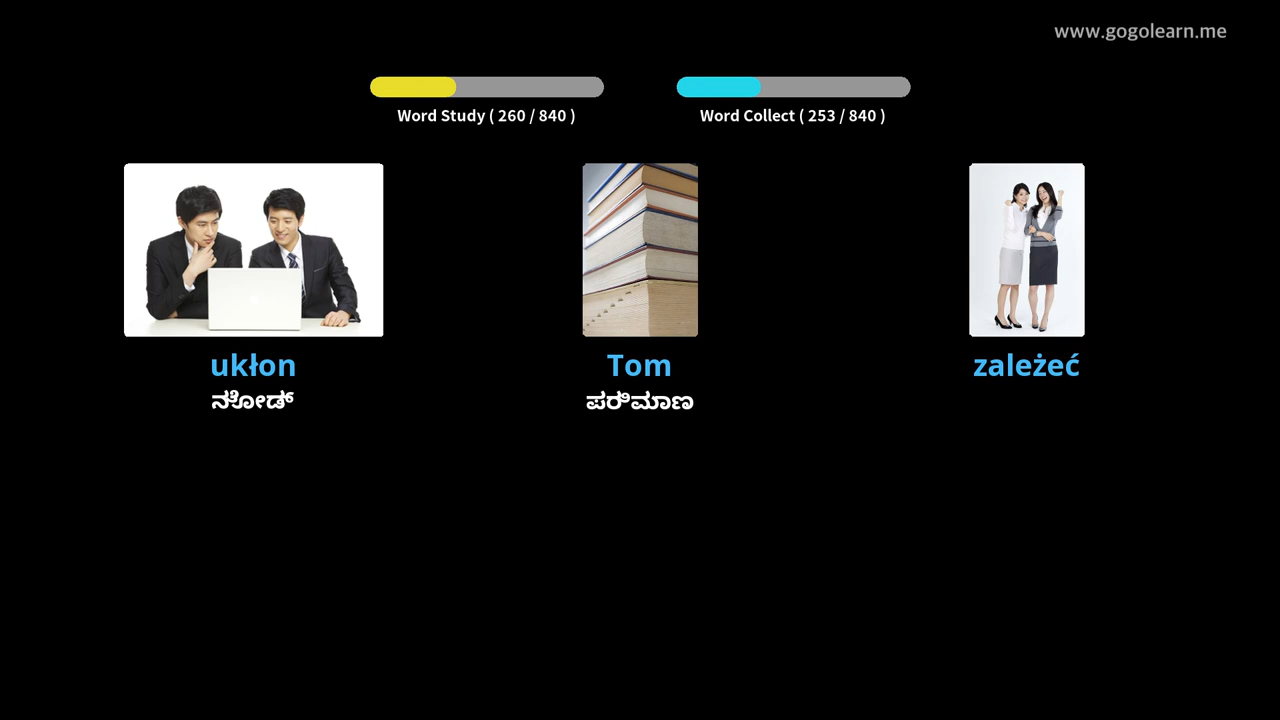 www.gogolearn.me
Word Study ( 260 / 840 )
Word Collect ( 253 / 840 )
ukłon
Tom
zależeć
ನೋಡ್
ಪರಿಮಾಣ